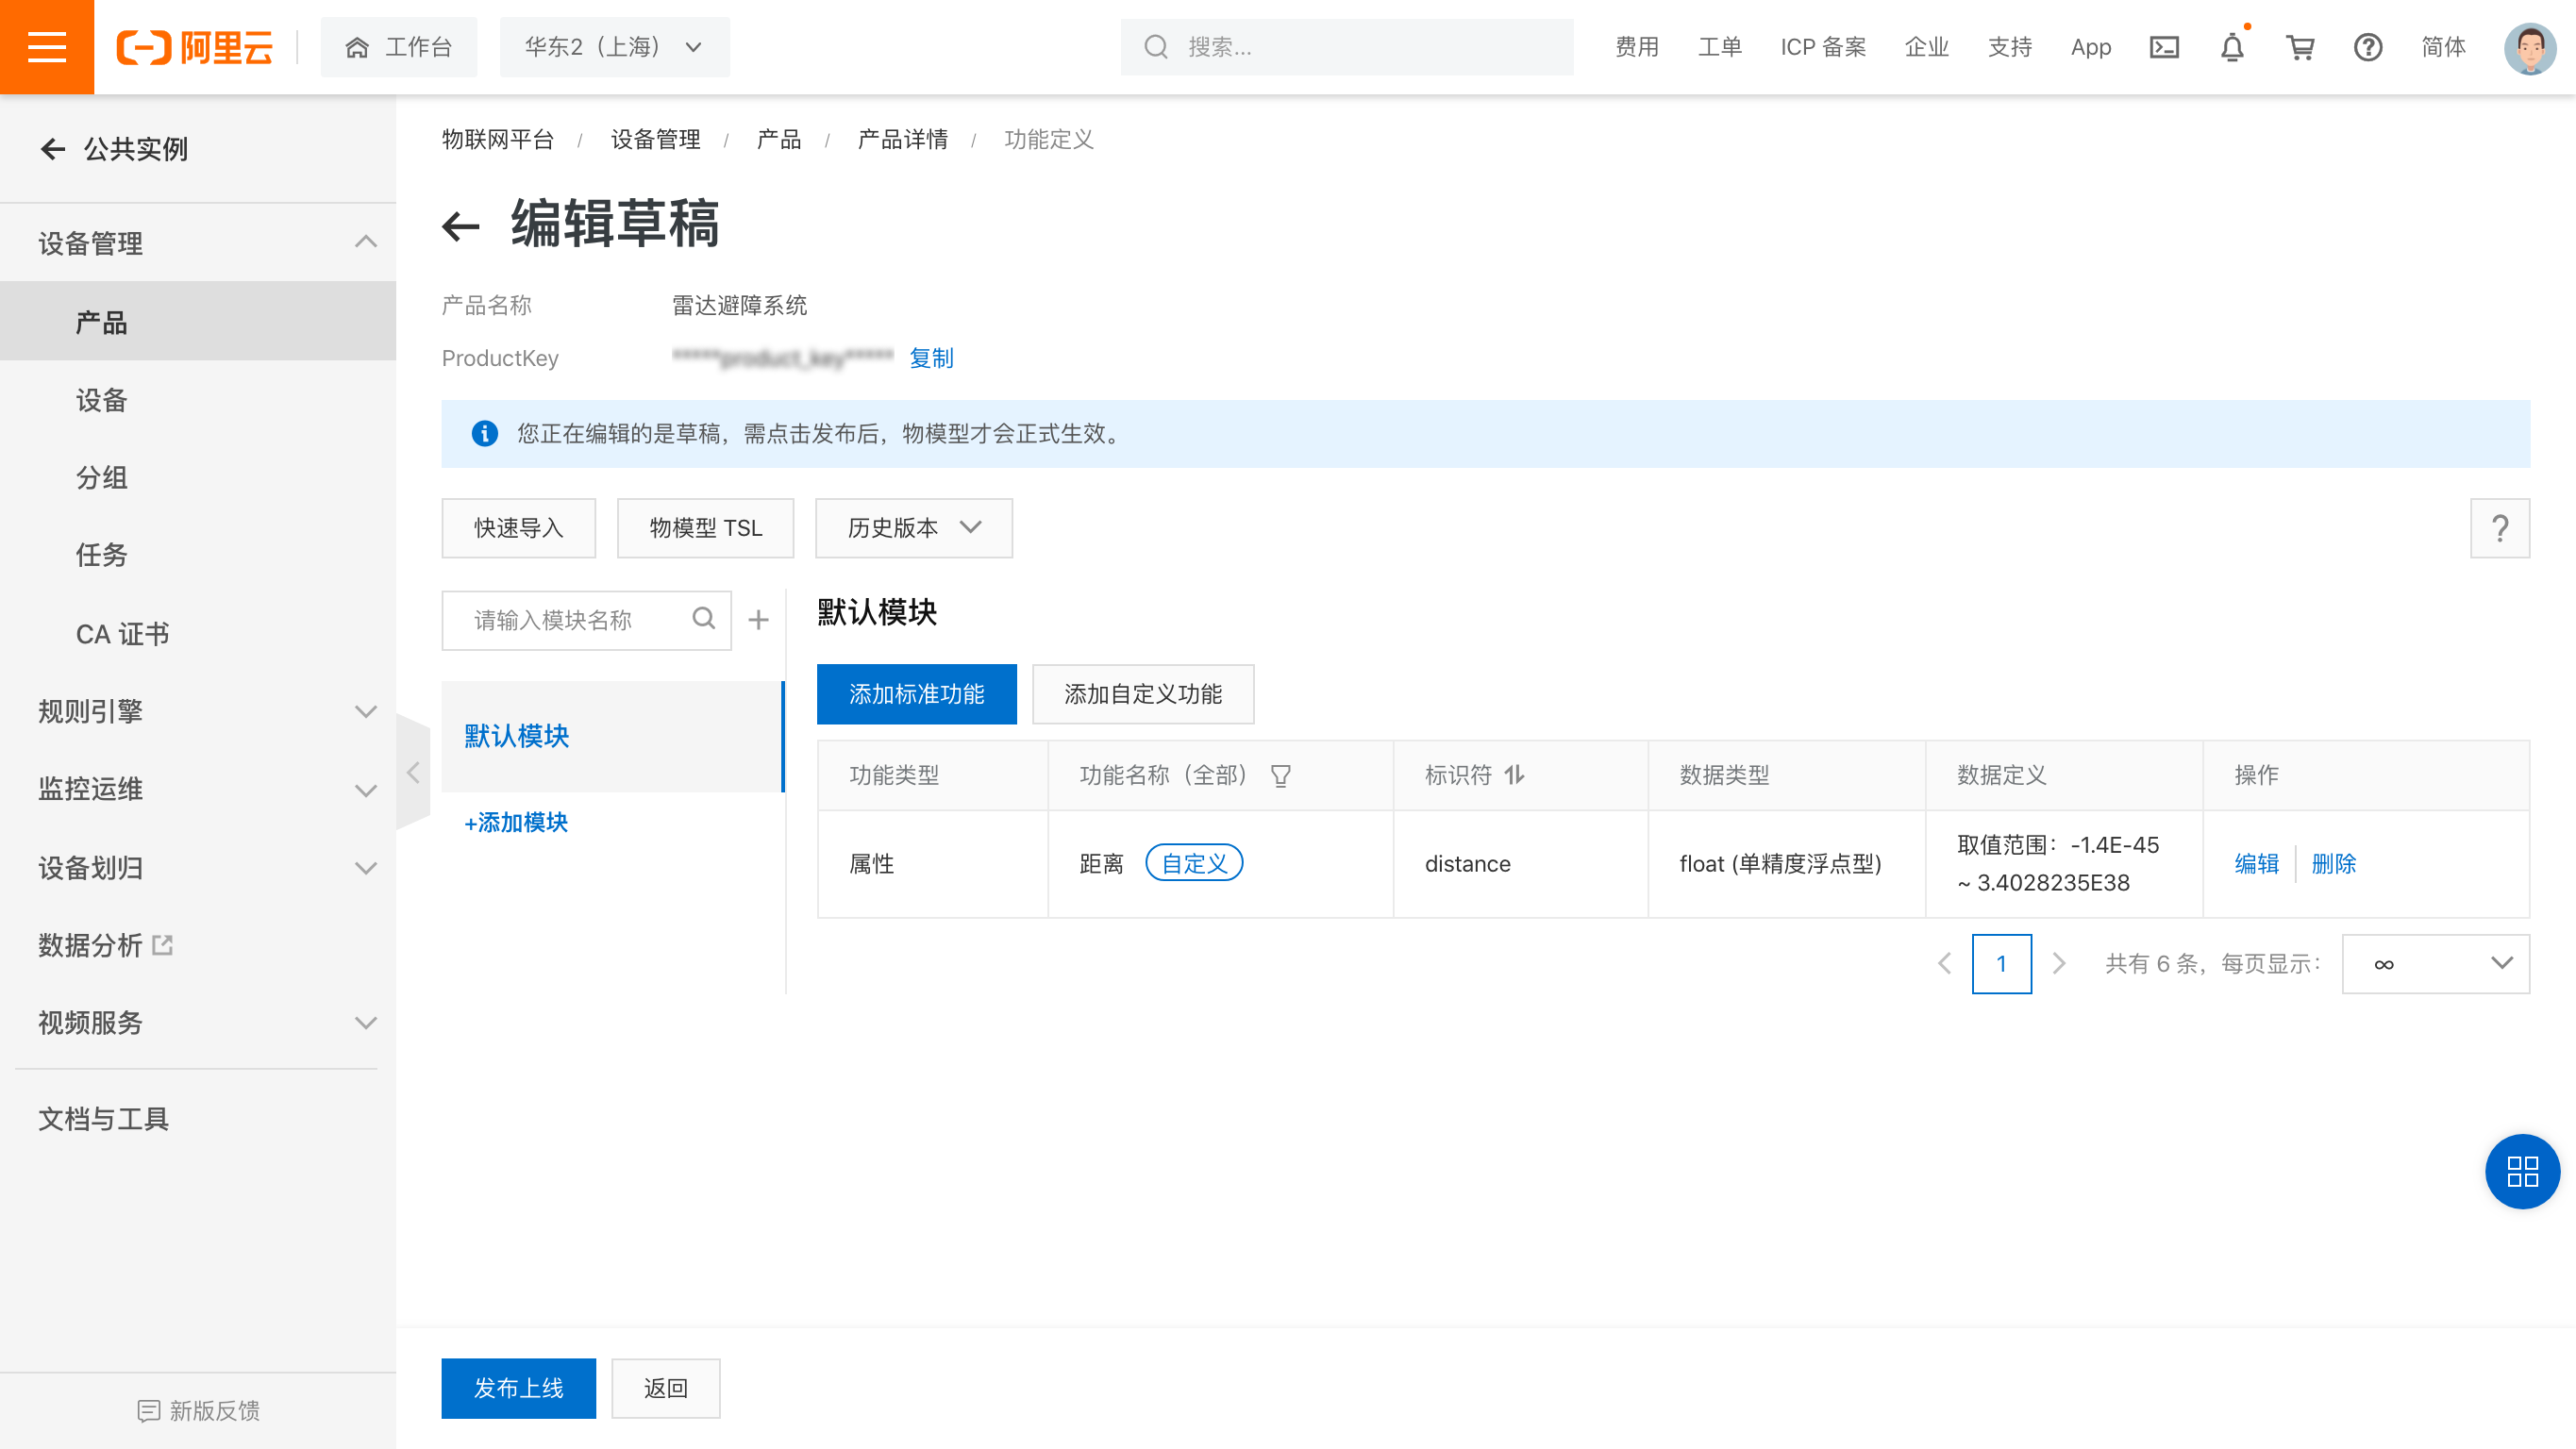 阿里云
工作台
华东2（上海）
搜索...
费用
工单
ICP 备案
企业
支持
App
简体
公共实例
设备管理
产品
设备
分组
任务
CA 证书
规则引擎
监控运维
设备划归
数据分析
视频服务
文档与工具
新版反馈
物联网平台 / 设备管理 / 产品 / 产品详情 / 功能定义
编辑草稿
产品名称 雷达避障系统
ProductKey *****product_key***** 复制
您正在编辑的是草稿，需点击发布后，物模型才会正式生效。
快速导入
物模型 TSL
历史版本
?
请输入模块名称
+
默认模块
+添加模块
默认模块
添加标准功能
添加自定义功能
功能类型 功能名称（全部） 标识符 数据类型 数据定义 操作
属性 距离 自定义 distance float (单精度浮点型) 取值范围：-1.4E-45
~ 3.4028235E38
编辑 删除
1
共有 6 条，每页显示：
∞
发布上线
返回